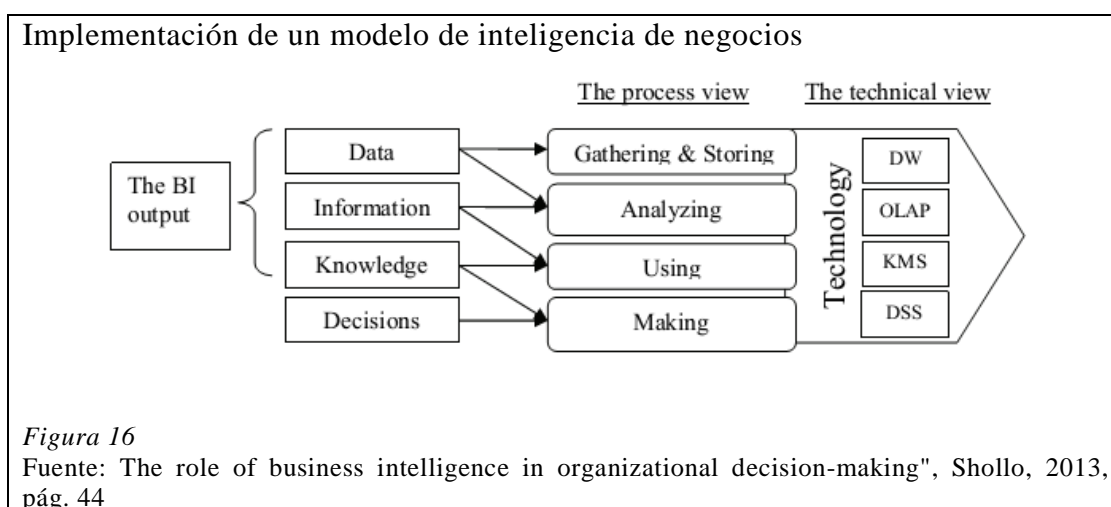 Implementación de un modelo de inteligencia de negocios
The process view
The technical view
The BI
output
Data
Information
Knowledge
Decisions
Gathering & Storing
Analyzing
Using
Making
Technology
DW
OLAP
KMS
DSS
Figura 16
Fuente: The role of business intelligence in organizational decision-making", Shollo, 2013,
pág. 44